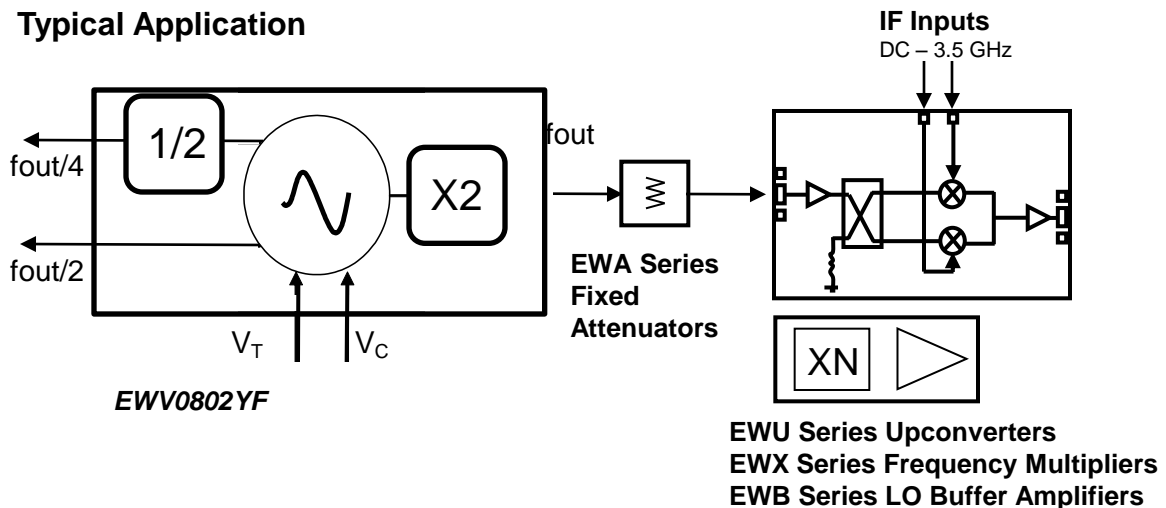 Typical Application
IF Inputs
DC – 3.5 GHz
1/2
fout
fout/4
X2
fout/2
EWA Series
Fixed
Attenuators
V_T
V_C
XN
EWV0802YF
EWU Series Upconverters
EWX Series Frequency Multipliers
EWB Series LO Buffer Amplifiers